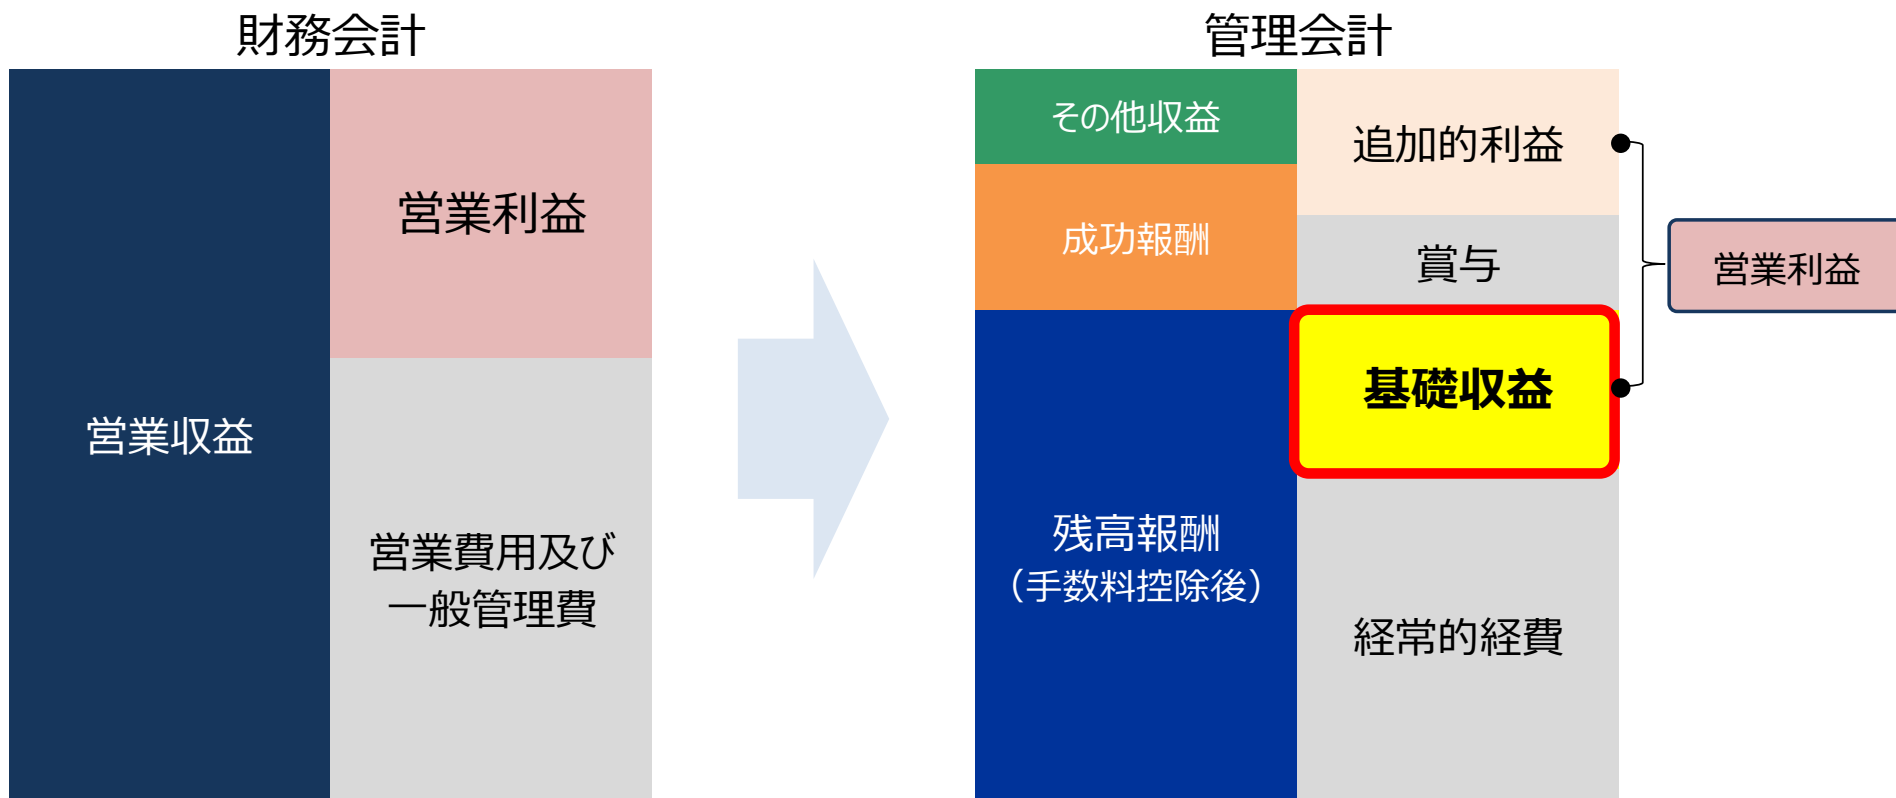 財務会計
営業収益
営業利益
営業費用及び
一般管理費
管理会計
その他収益
成功報酬
残高報酬
（手数料控除後）
追加的利益
賞与
基礎収益
経常的経費
営業利益